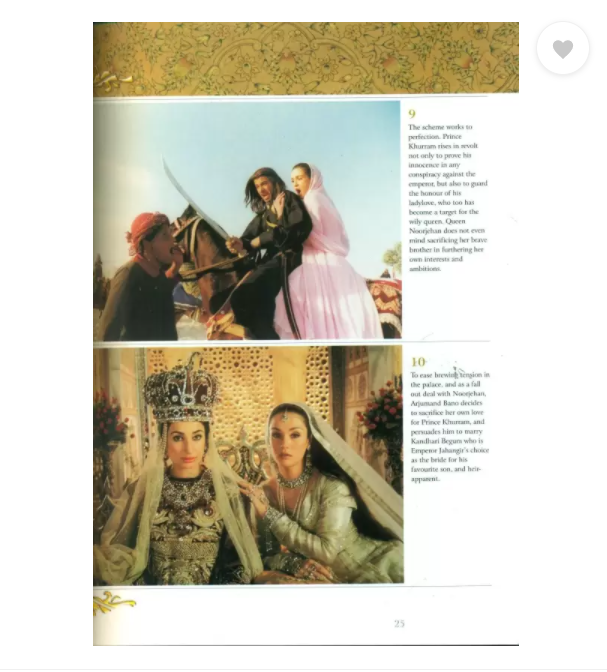 9
The scheme works to
perfection. Prince
Khurram rises in revolt
not only to prove his
innocence in any
conspiracy against the
emperor, but also to guard
the honour of his
ladylove, who too has
become a target for the
wily queen. Queen
Noorjehan does not even
mind sacrificing her brave
brother in furthering her
own interests and
ambitions.
10
To ease brewing tension in
the palace, and as a fall
out deal with Noorjehan,
Arjumand Bano decides
to sacrifice her own love
for Prince Khurram, and
persuades him to marry
Kandhari Begum who is
Emperor Jahangir's choice
as the bride for his
favourite son, and heir-
apparent.
25